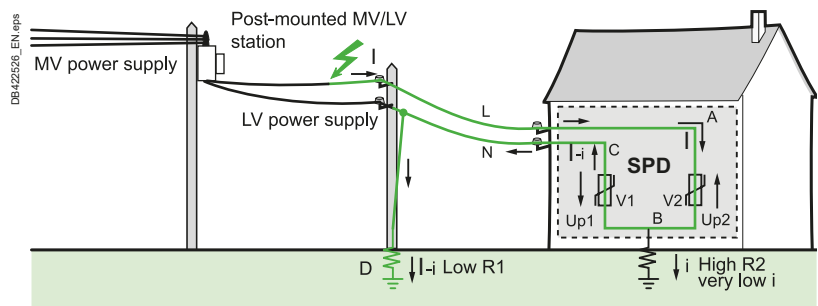 DB422526_EN.eps
Post-mounted MV/LV
station
MV power supply
LV power supply
I
L
N
A
I
I-i
C
SPD
V1
V2
Up1
B
Up2
D
I-i Low R1
i
High R2
very low i